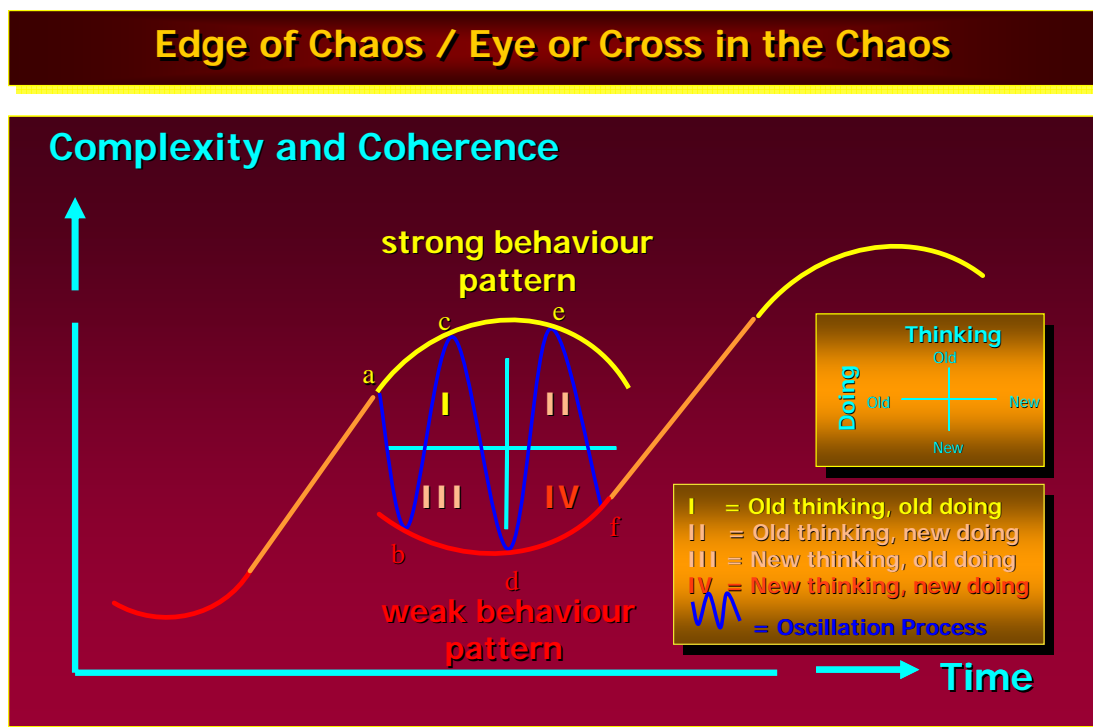 Edge of Chaos / Eye or Cross in the Chaos
Complexity and Coherence
strong behaviour
pattern
c
e
a
I
II
III
IV
b
d
f
weak behaviour
pattern
Thinking
Old
Doing
Old
New
New
I = Old thinking, old doing
II = Old thinking, new doing
III = New thinking, old doing
IV = New thinking, new doing
= Oscillation Process
Time